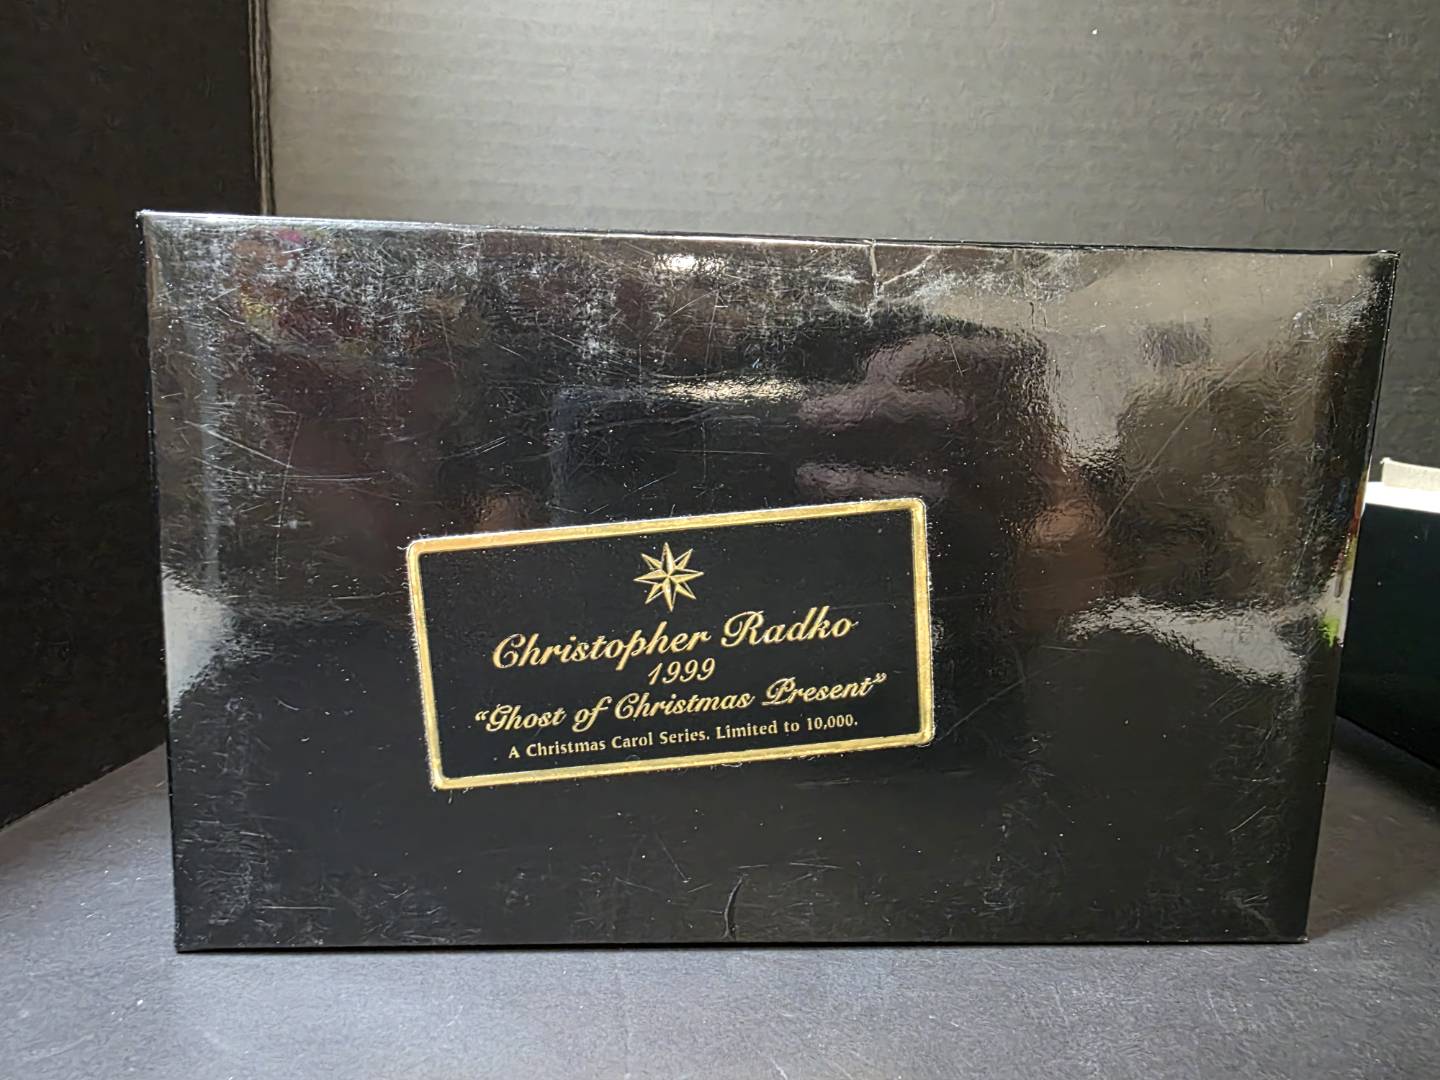 Christopher Radko
1999
“Ghost of Christmas Present”
A Christmas Carol Series. Limited to 10,000.